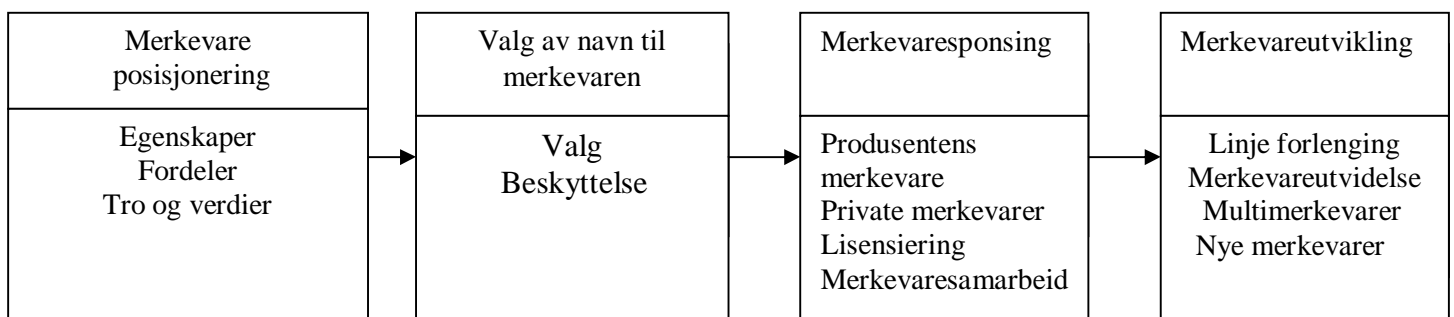 Merkevare
posisjonering
Egenskaper
Fordeler
Tro og verdier
Valg av navn til
merkevaren
Valg
Beskyttelse
Merkevaresponsing
Produsentens
merkevare
Private merkevarer
Lisensiering
Merkevaresamarbeid
Merkevareutvikling
Linje forlenging
Merkevareutvidelse
Multimerkevarer
Nye merkevarer